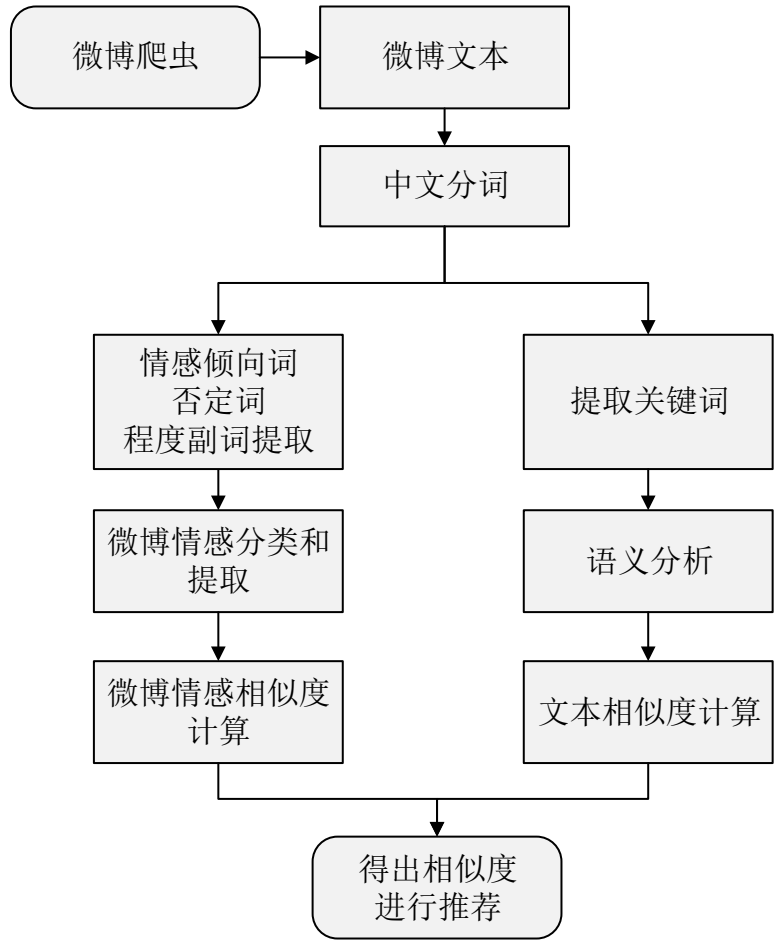 微博爬虫
微博文本
中文分词
情感倾向词
否定词
程度副词提取
提取关键词
微博情感分类和
提取
语义分析
微博情感相似度
计算
文本相似度计算
得出相似度
进行推荐